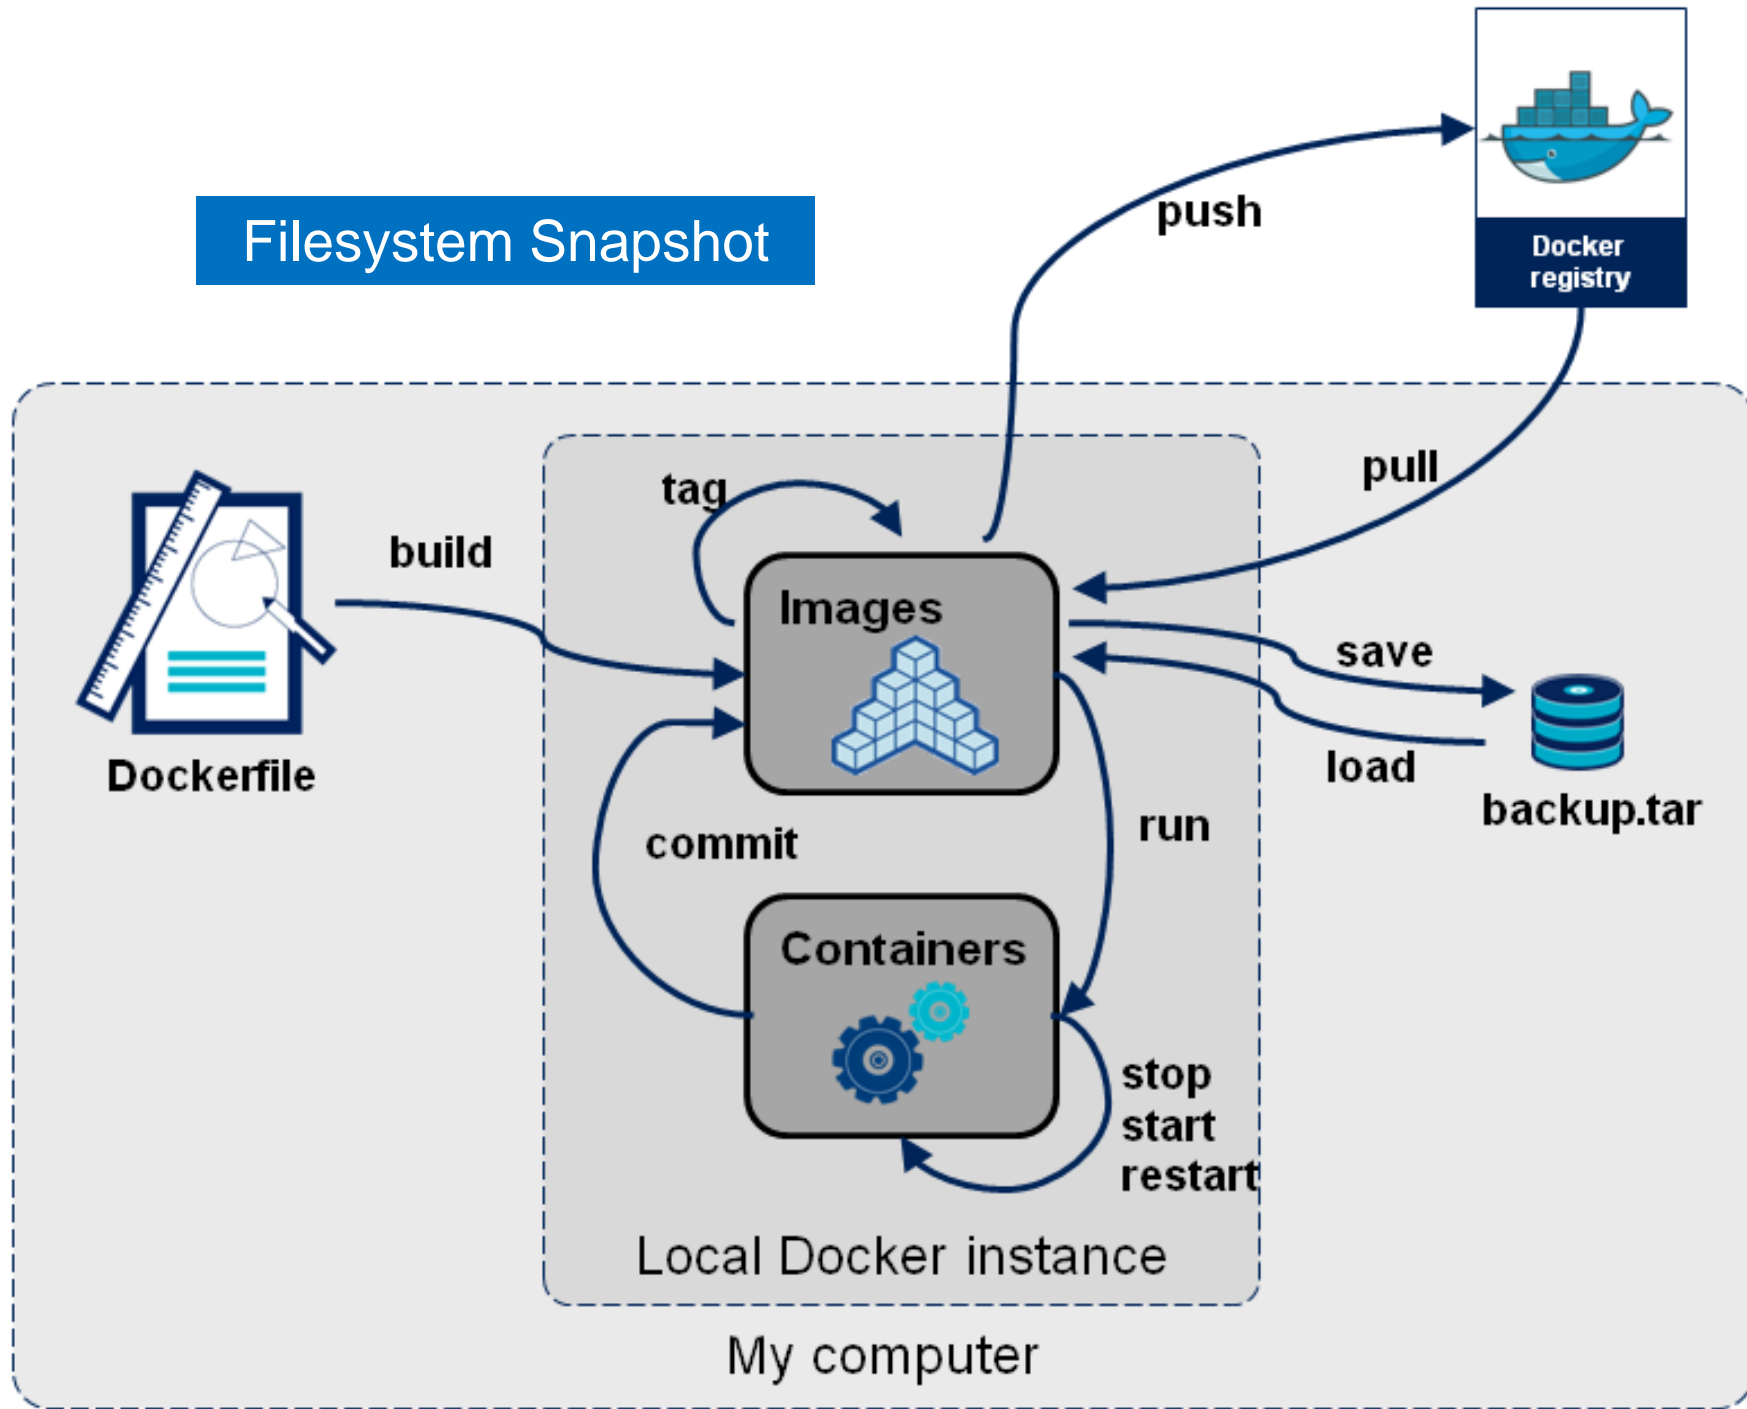 Filesystem Snapshot
push
Docker
registry
pull
tag
build
Images
save
load
Dockerfile
backup.tar
run
commit
Containers
stop
start
restart
Local Docker instance
My computer